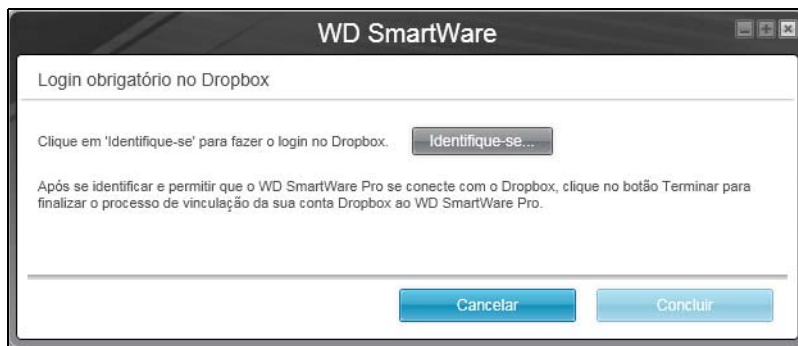 WD SmartWare
Login obrigatório no Dropbox
Clique em 'Identifique-se' para fazer o login no Dropbox. Identifique-se...
Após se identificar e permitir que o WD SmartWare Pro se conecte com o Dropbox, clique no botão Terminar para
finalizar o processo de vinculação da sua conta Dropbox ao WD SmartWare Pro.
Cancelar Concluir